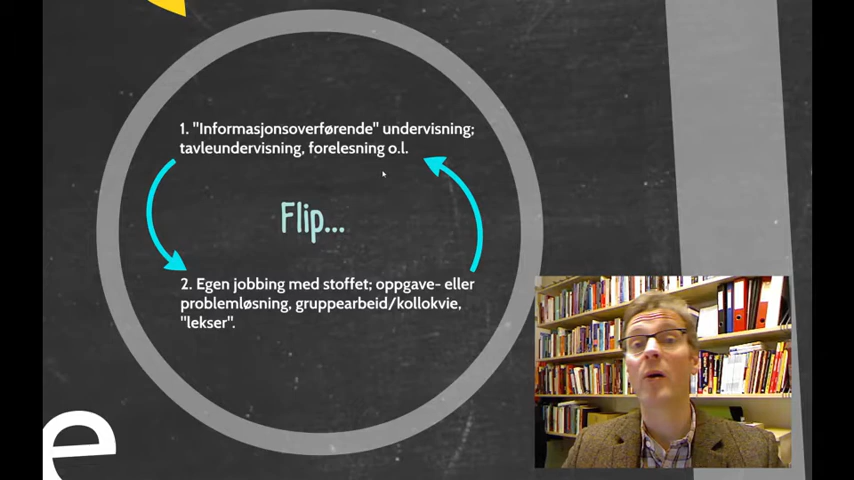 1. "Informasjonsoverførende" undervisning;
tavleundervisning, forelesning o.l.
Flip...
2. Egen jobbing med stoffet; oppgave- eller
problemløsning, gruppearbeid/kollokvie,
"lekser".
e